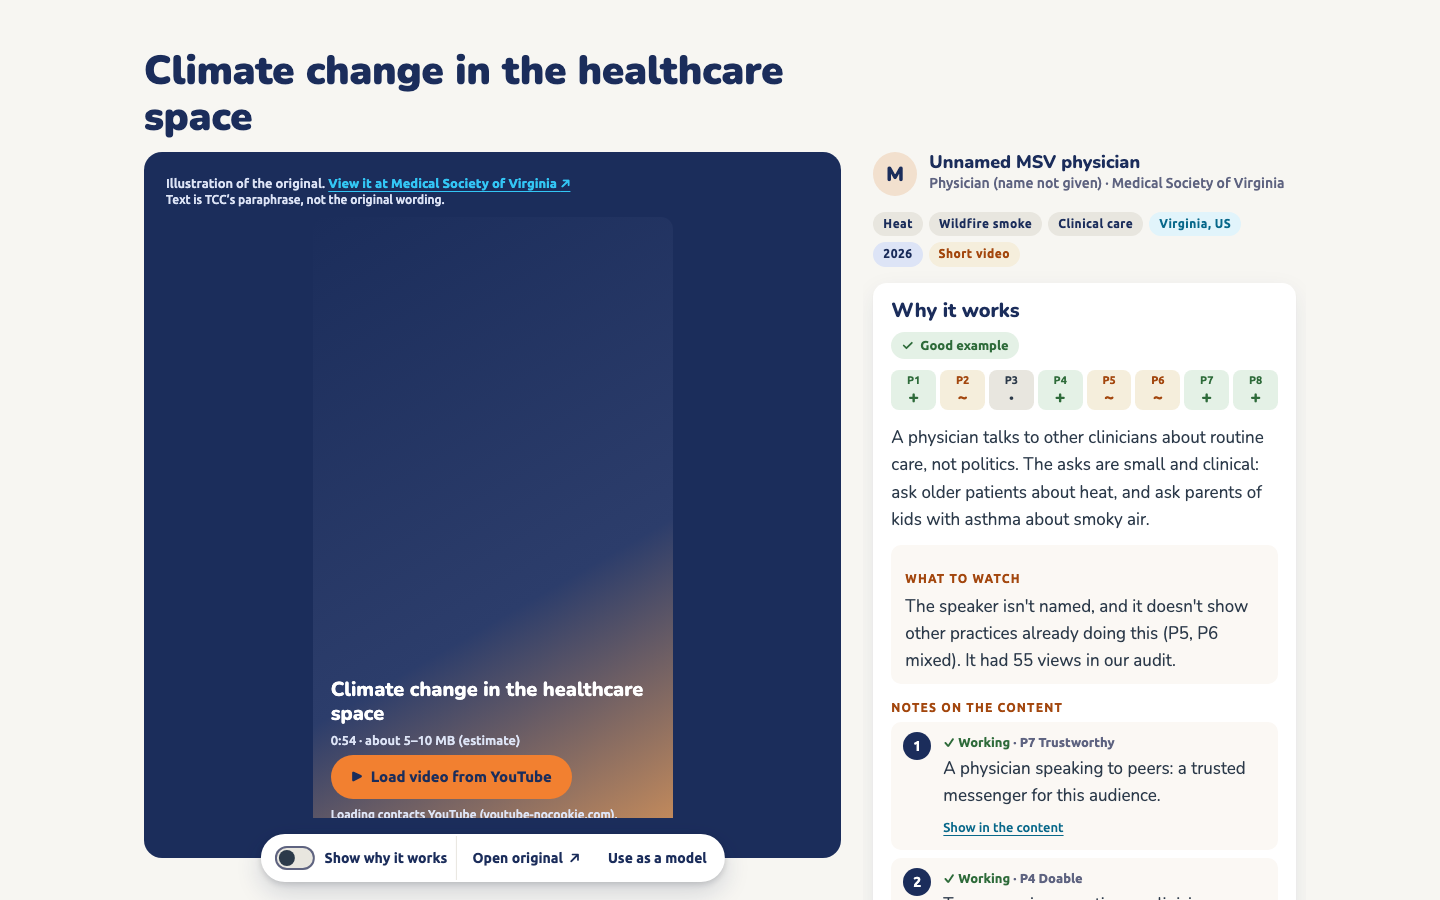 Climate change in the healthcare
space
Illustration of the original. View it at Medical Society of Virginia ↗
Text is TCC's paraphrase, not the original wording.
Climate change in the healthcare
space
0:54 · about 5–10 MB (estimate)
▶ Load video from YouTube
Loading contacts YouTube (youtube-nocookie.com).
Show why it works
Open original ↗
Use as a model
M
Unnamed MSV physician
Physician (name not given) · Medical Society of Virginia
Heat
Wildfire smoke
Clinical care
Virginia, US
2026
Short video
Why it works
✓ Good example
P1 P2 P3 P4 P5 P6 P7 P8
+ ~ · + ~ ~ + +
A physician talks to other clinicians about routine
care, not politics. The asks are small and clinical:
ask older patients about heat, and ask parents of
kids with asthma about smoky air.
WHAT TO WATCH
The speaker isn't named, and it doesn't show
other practices already doing this (P5, P6
mixed). It had 55 views in our audit.
NOTES ON THE CONTENT
1
✓ Working · P7 Trustworthy
A physician speaking to peers: a trusted
messenger for this audience.
Show in the content
2
✓ Working · P4 Doable